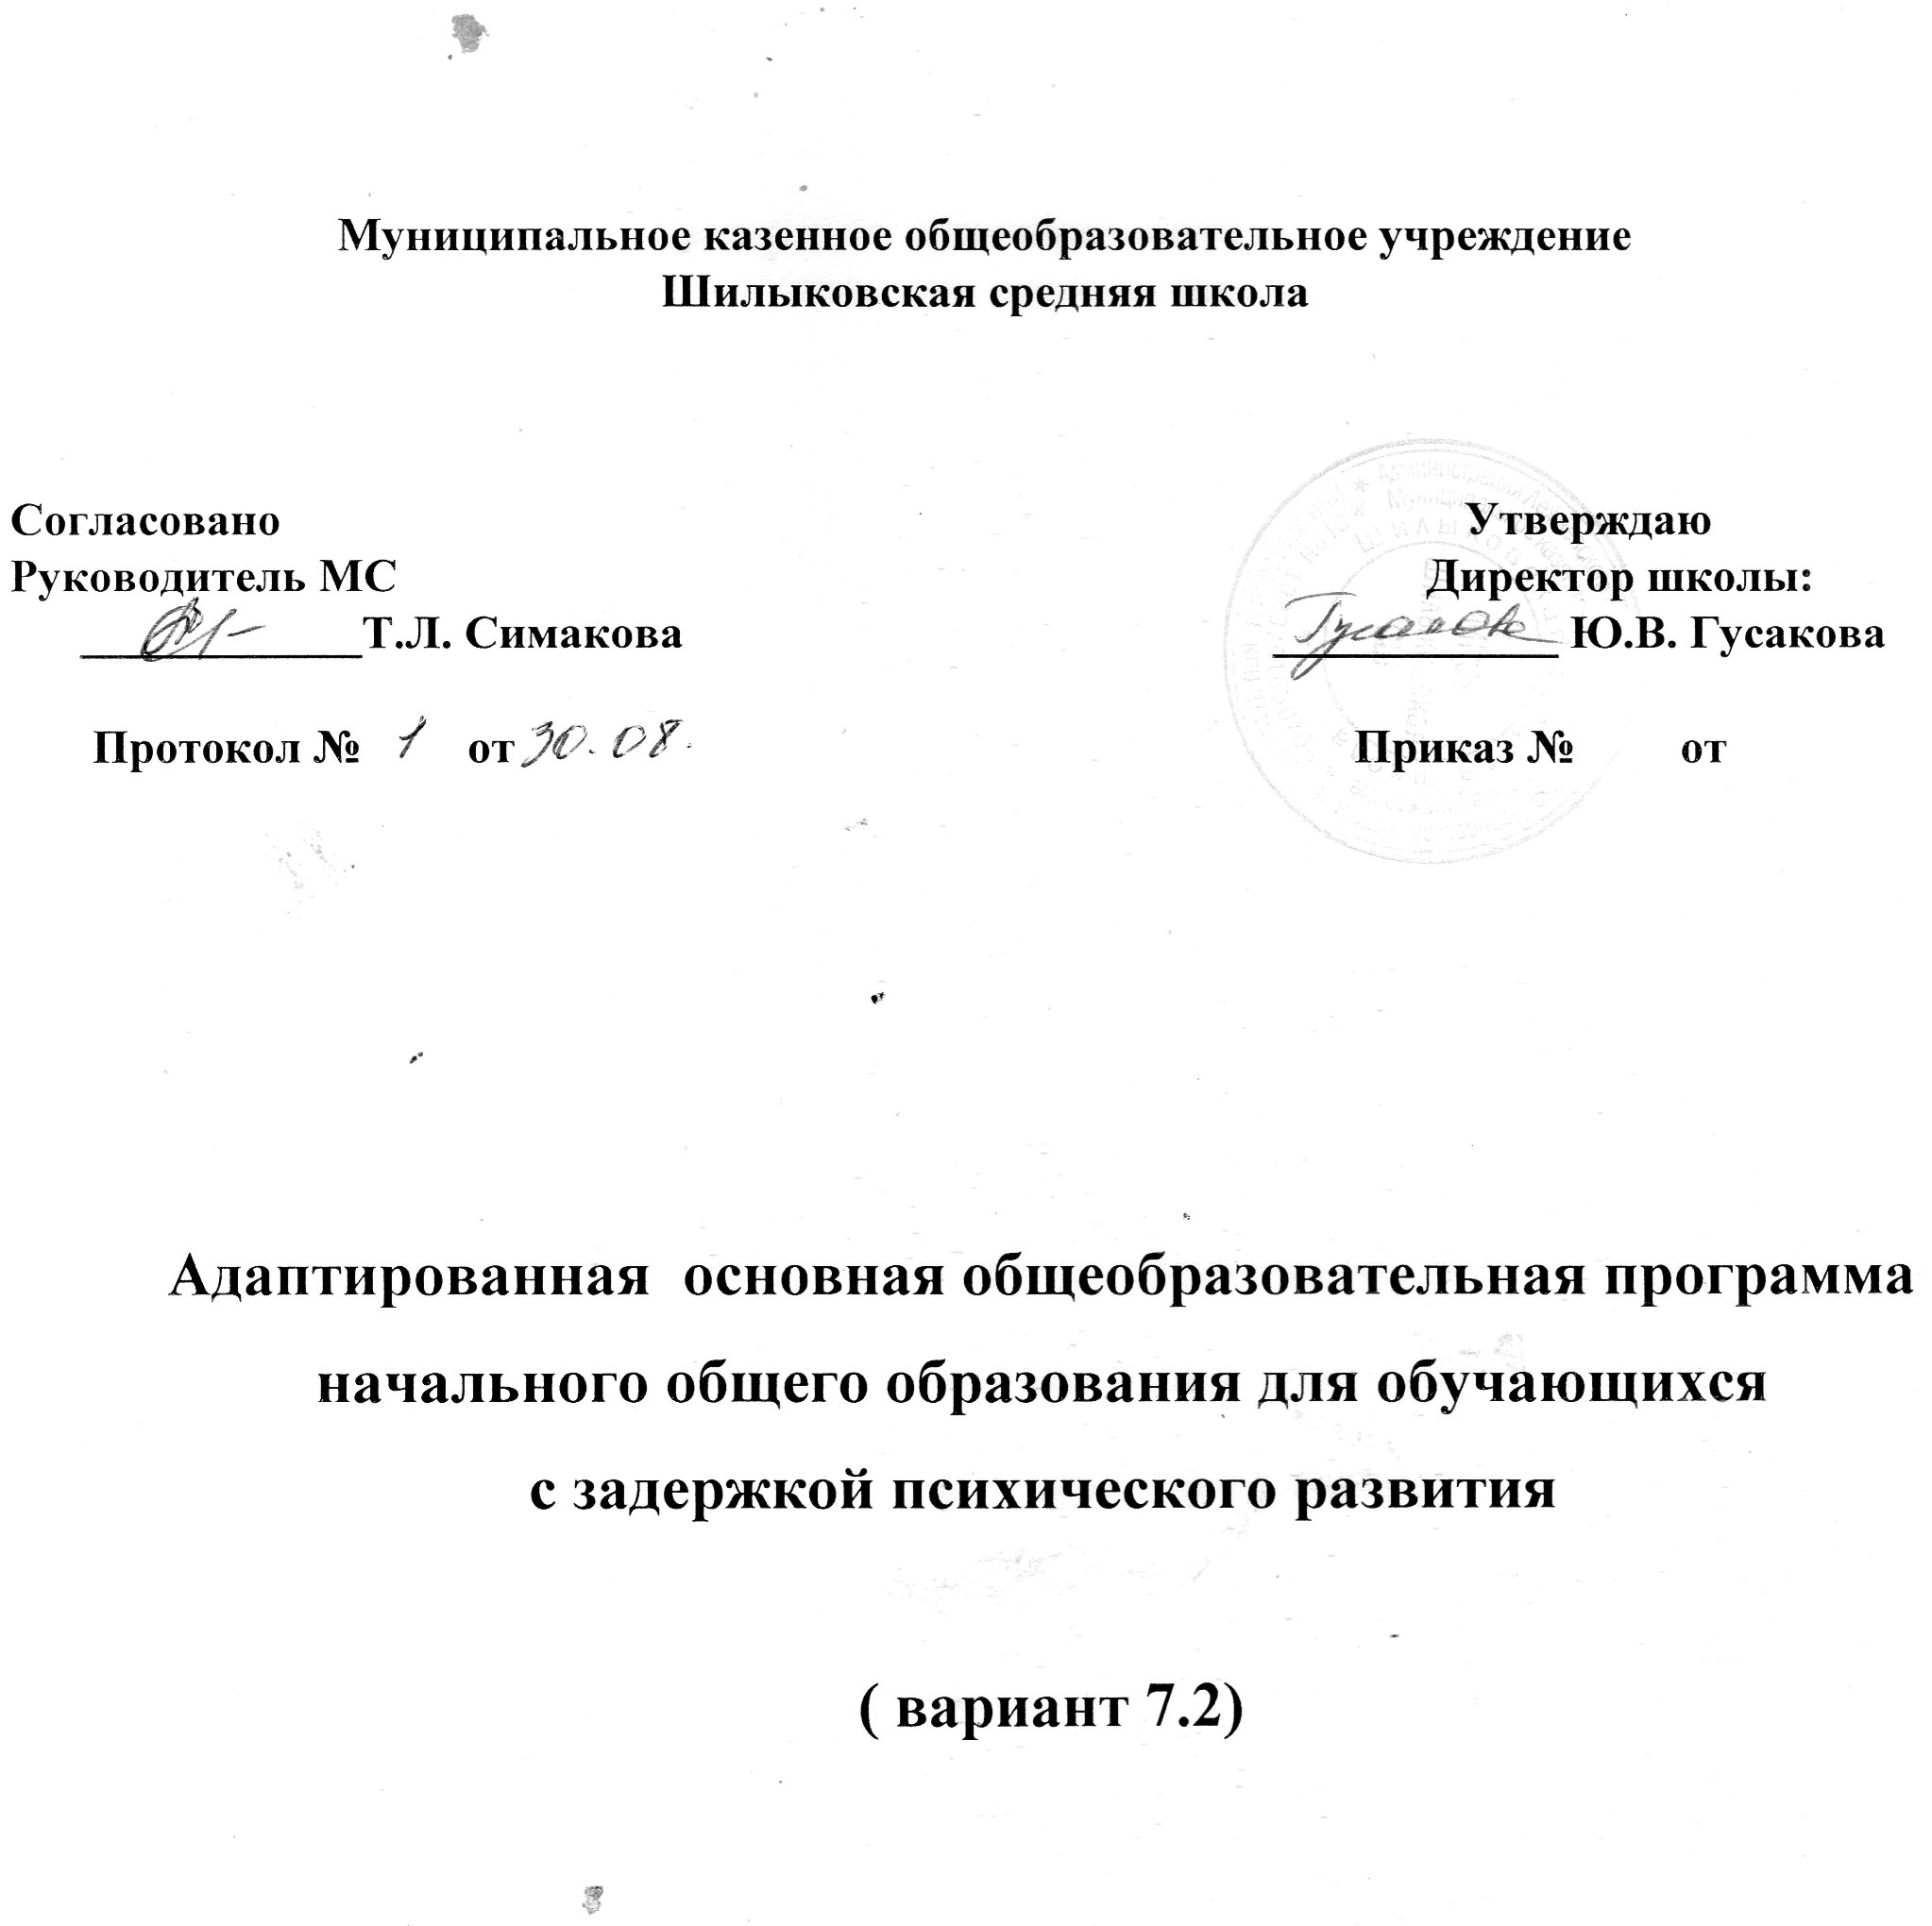 Муниципальное казенное общеобразовательное учреждение
Шилыковская средняя школа
Согласовано
Руководитель МС
Т.Л. Симакова
Протокол № 1 от 30.08.
Утверждаю
Директор школы:
Гусакова Ю.В. Гусакова
Приказ № от
Адаптированная основная общеобразовательная программа
начального общего образования для обучающихся
с задержкой психического развития
( вариант 7.2)